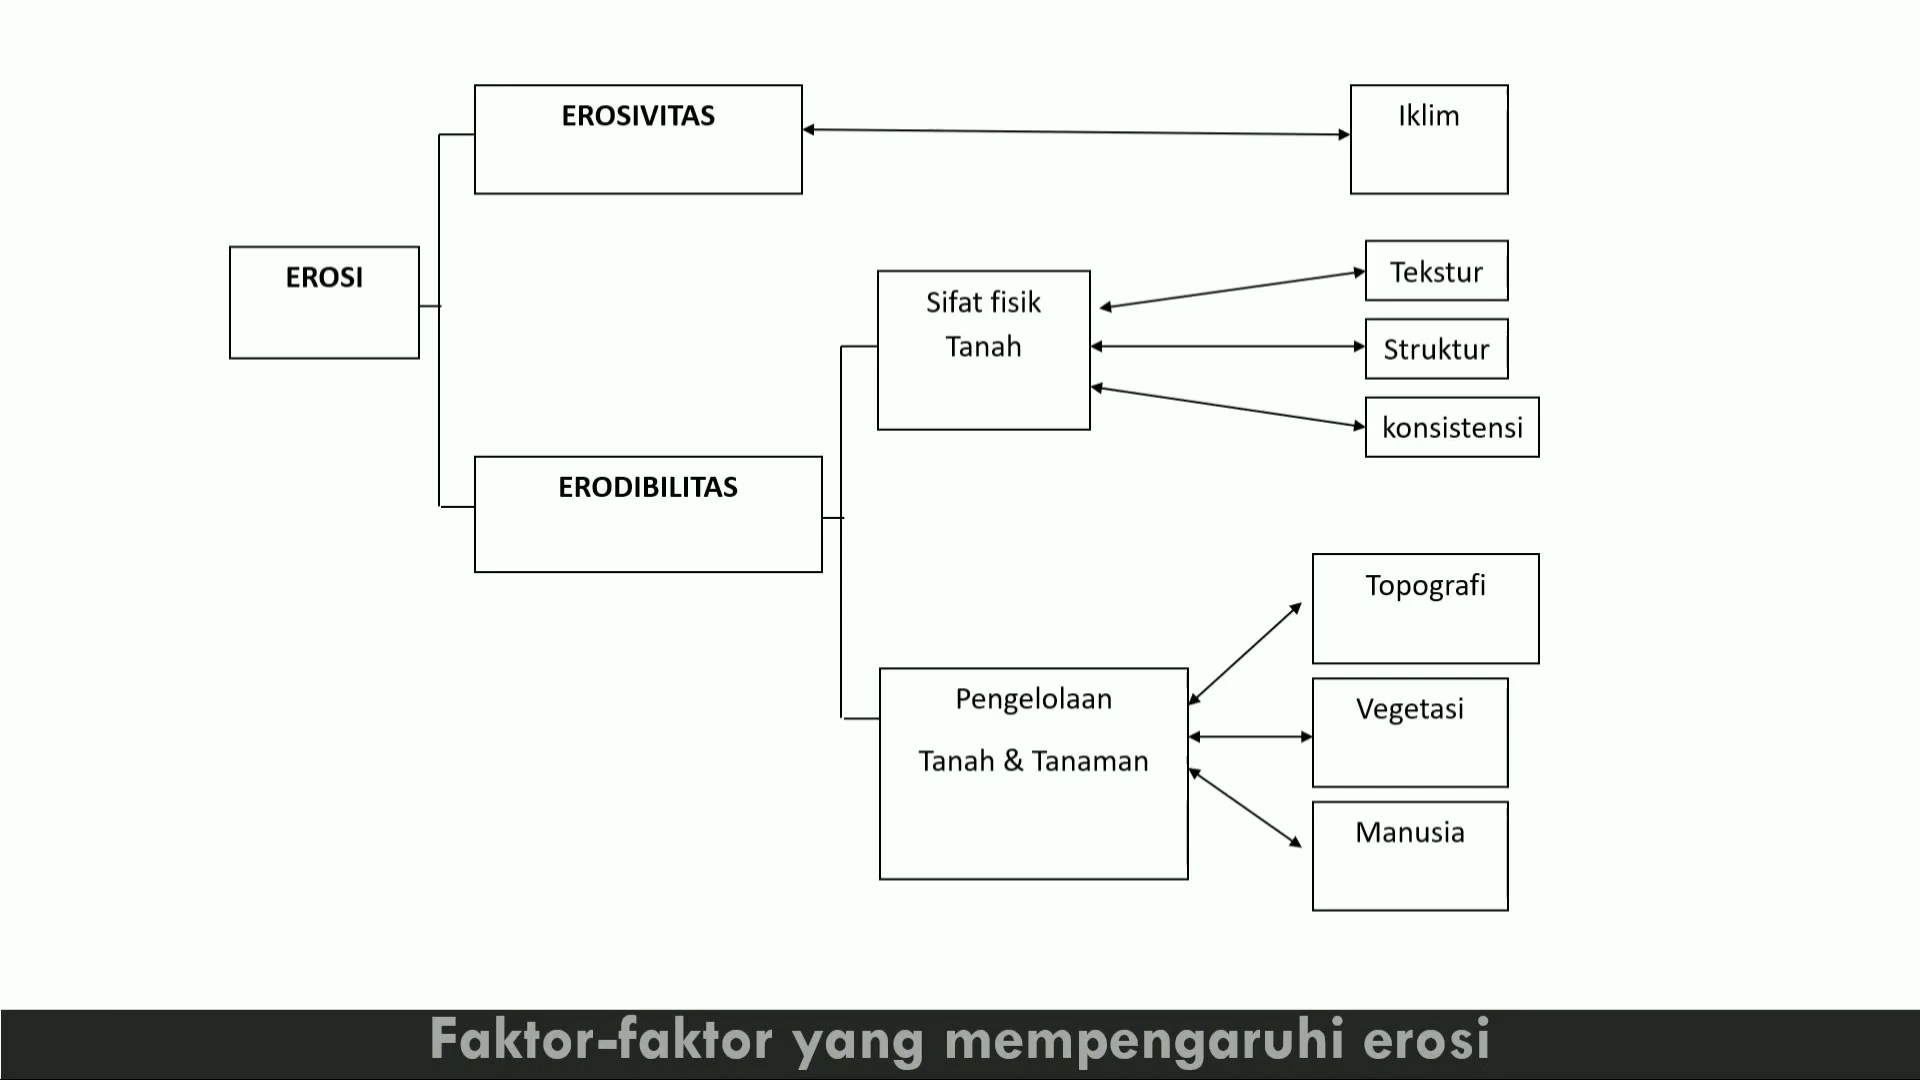 EROSIVITAS
Iklim
EROSI
Sifat fisik
Tanah
Tekstur
Struktur
konsistensi
ERODIBILITAS
Topografi
Pengelolaan
Tanah & Tanaman
Vegetasi
Manusia
Faktor-faktor yang mempengaruhi erosi